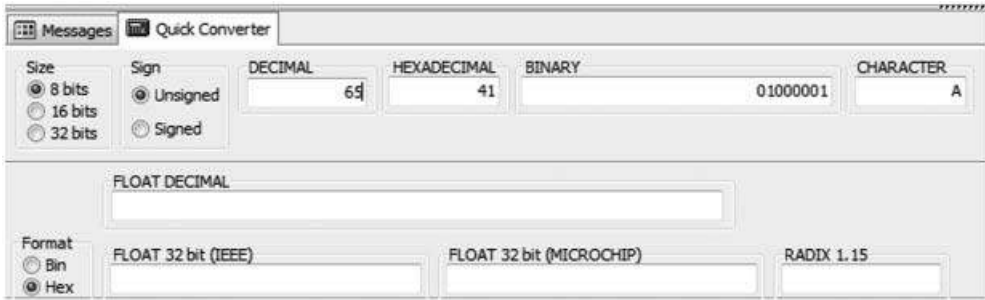 Messages Quick Converter
Size Sign DECIMAL HEXADECIMAL BINARY CHARACTER
8 bits Unsigned 65 41 01000001 A
16 bits
32 bits Signed
FLOAT DECIMAL
Format
Bin FLOAT 32 bit (IEEE) FLOAT 32 bit (MICROCHIP) RADIX 1.15
Hex